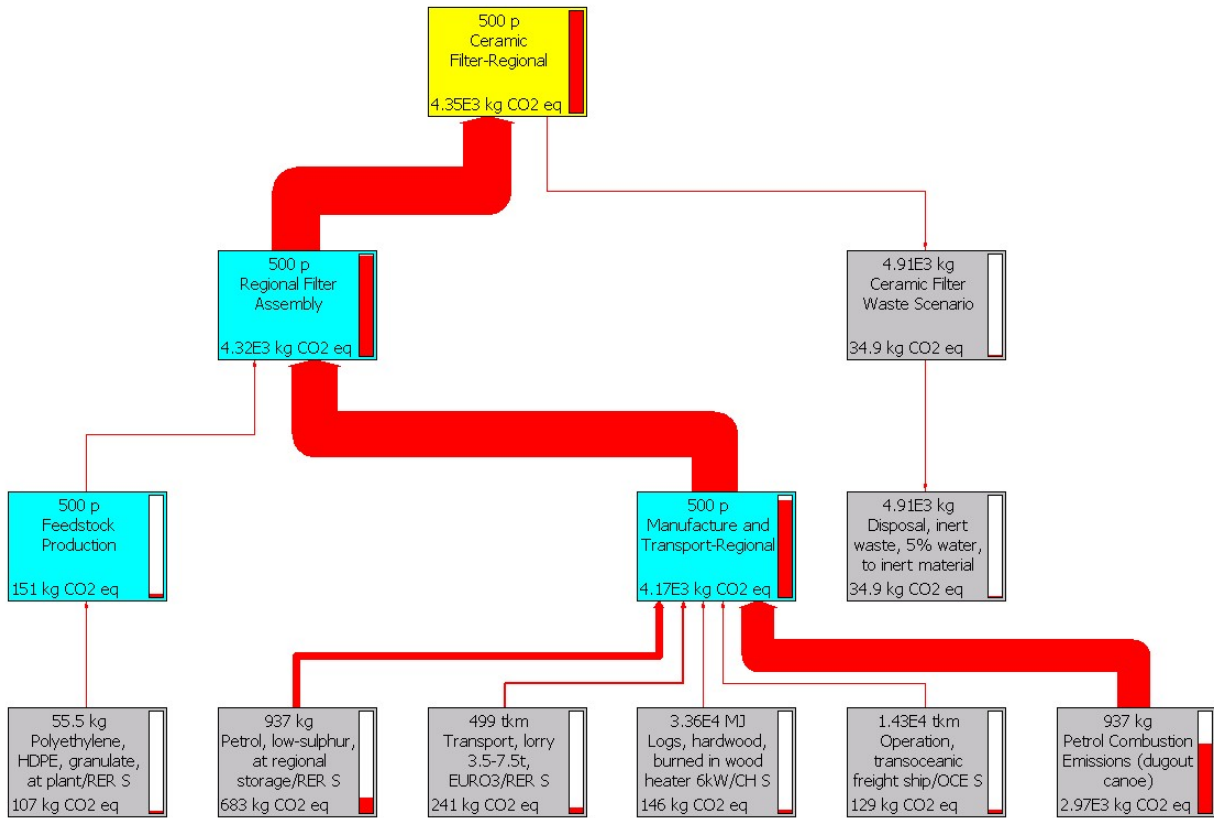 500 p
Ceramic
Filter-Regional
4.35E3 kg CO2 eq
500 p
Regional Filter
Assembly
4.32E3 kg CO2 eq
4.91E3 kg
Ceramic Filter
Waste Scenario
34.9 kg CO2 eq
500 p
Feedstock
Production
151 kg CO2 eq
500 p
Manufacture and
Transport-Regional
4.17E3 kg CO2 eq
4.91E3 kg
Disposal, inert
waste, 5% water,
to inert material
34.9 kg CO2 eq
55.5 kg
Polyethylene,
HDPE, granulate,
at plant/RER S
107 kg CO2 eq
937 kg
Petrol, low-sulphur,
at regional
storage/RER S
683 kg CO2 eq
499 tkm
Transport, lorry
3.5-7.5t,
EURO3/RER S
241 kg CO2 eq
3.36E4 MJ
Logs, hardwood,
burned in wood
heater 6kW/CH S
146 kg CO2 eq
1.43E4 tkm
Operation,
transoceanic
freight ship/OCE S
129 kg CO2 eq
937 kg
Petrol Combustion
Emissions (dugout
canoe)
2.97E3 kg CO2 eq